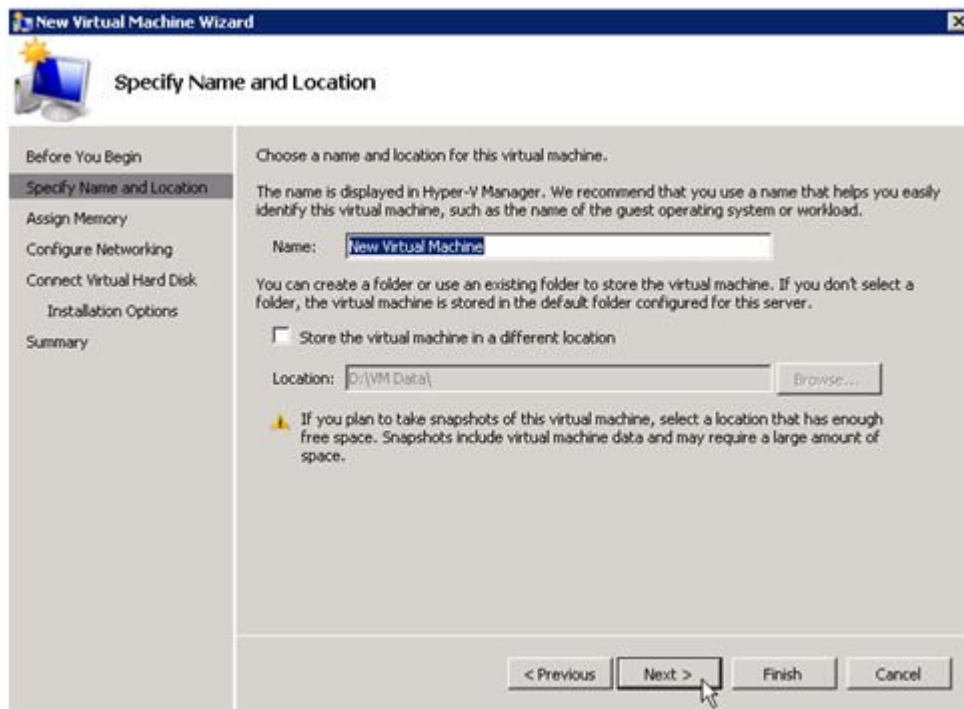 New Virtual Machine Wizard
Specify Name and Location
Before You Begin
Specify Name and Location
Assign Memory
Configure Networking
Connect Virtual Hard Disk
Installation Options
Summary
Choose a name and location for this virtual machine.
The name is displayed in Hyper-V Manager. We recommend that you use a name that helps you easily
identify this virtual machine, such as the name of the guest operating system or workload.
Name: New Virtual Machine
You can create a folder or use an existing folder to store the virtual machine. If you don't select a
folder, the virtual machine is stored in the default folder configured for this server.
Store the virtual machine in a different location
Location: D:\VM Data\ Browse...
If you plan to take snapshots of this virtual machine, select a location that has enough
free space. Snapshots include virtual machine data and may require a large amount of
space.
< Previous Next > Finish Cancel